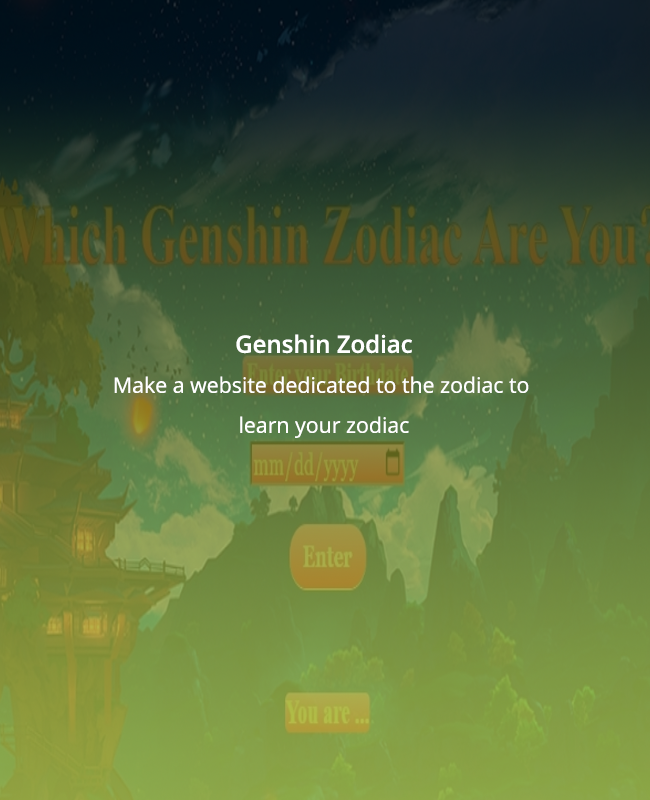 Which Genshin Zodiac Are You?
Genshin Zodiac
Enter your Birthdate
Make a website dedicated to the zodiac to
learn your zodiac
mm/dd/yyyy
Enter
You are ...